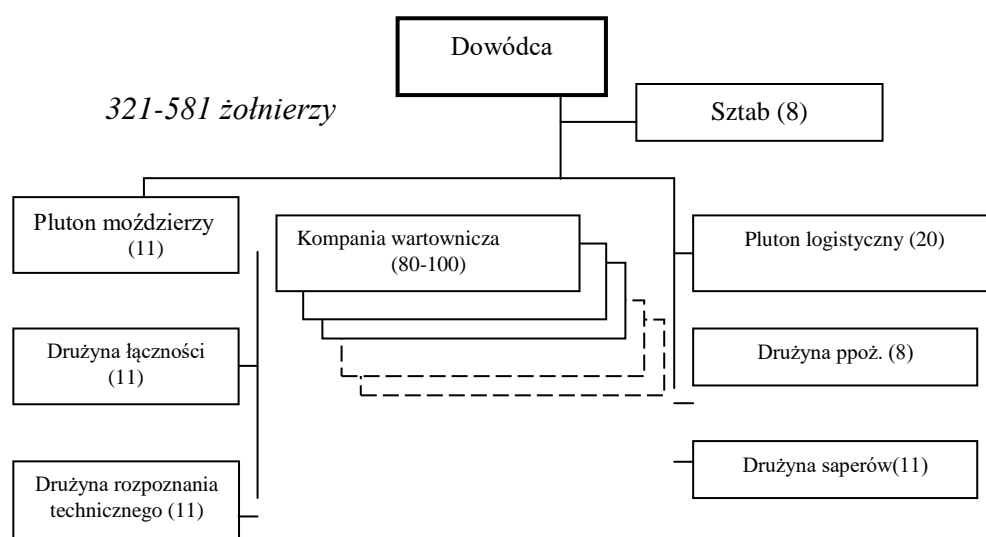 Dowódca
321-581 żołnierzy
Sztab (8)
Pluton moździerzy
(11)
Kompania wartownicza
(80-100)
Pluton logistyczny (20)
Drużyna łączności
(11)
Drużyna ppoż. (8)
Drużyna rozpoznania
technicznego (11)
Drużyna saperów(11)